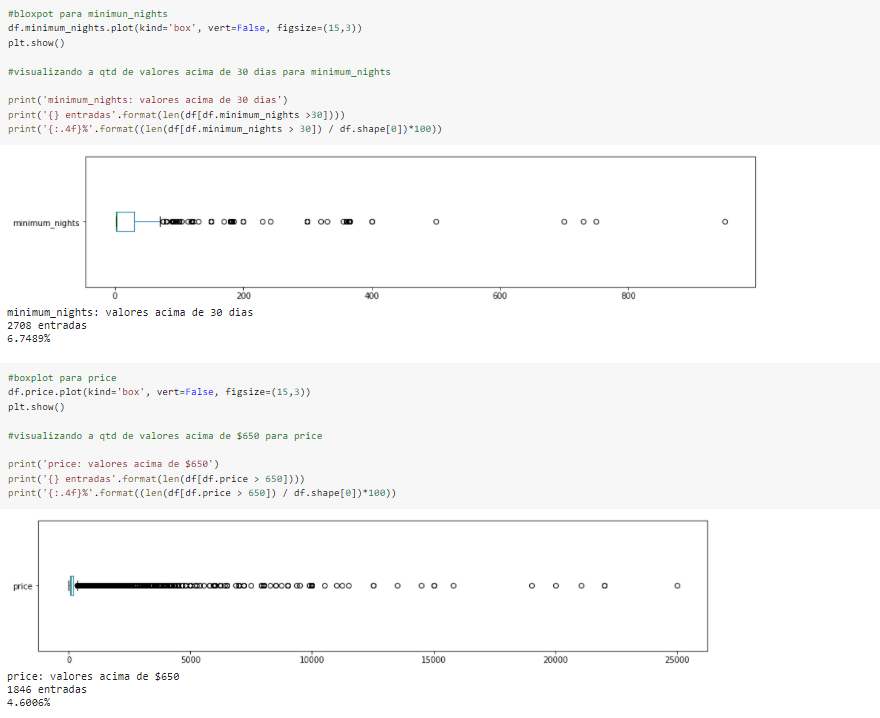 #bloxpot para minimun_nights
df.minimum_nights.plot(kind='box', vert=False, figsize=(15,3))
plt.show()
#visualizando a qtd de valores acima de 30 dias para minimum_nights
print('minimum_nights: valores acima de 30 dias')
print('{} entradas'.format(len(df[df.minimum_nights >30])))
print('{:.4f}%'.format((len(df[df.minimum_nights > 30]) / df.shape[0])*100))
minimum_nights
0 200 400 600 800
minimum_nights: valores acima de 30 dias
2708 entradas
6.7489%
#boxplot para price
df.price.plot(kind='box', vert=False, figsize=(15,3))
plt.show()
#visualizando a qtd de valores acima de $650 para price
print('price: valores acima de $650')
print('{} entradas'.format(len(df[df.price > 650])))
print('{:.4f}%'.format((len(df[df.price > 650]) / df.shape[0])*100))
price
0 5000 10000 15000 20000 25000
price: valores acima de $650
1846 entradas
4.6006%